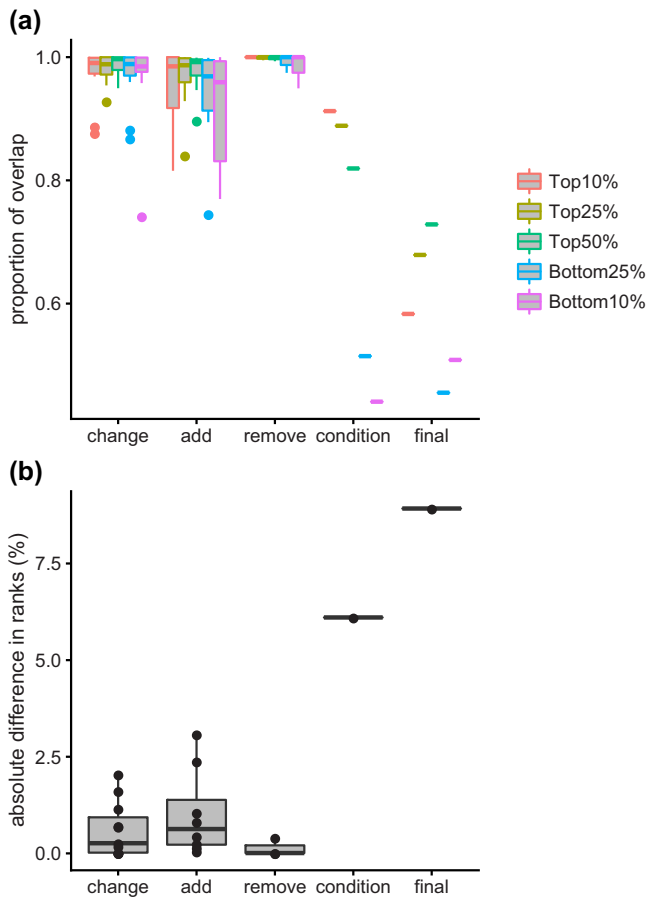 (a)
proportion of overlap
1.0
0.8
0.6
change add remove condition final
Top10%
Top25%
Top50%
Bottom25%
Bottom10%
(b)
absolute difference in ranks (%)
7.5
5.0
2.5
0.0
change add remove condition final